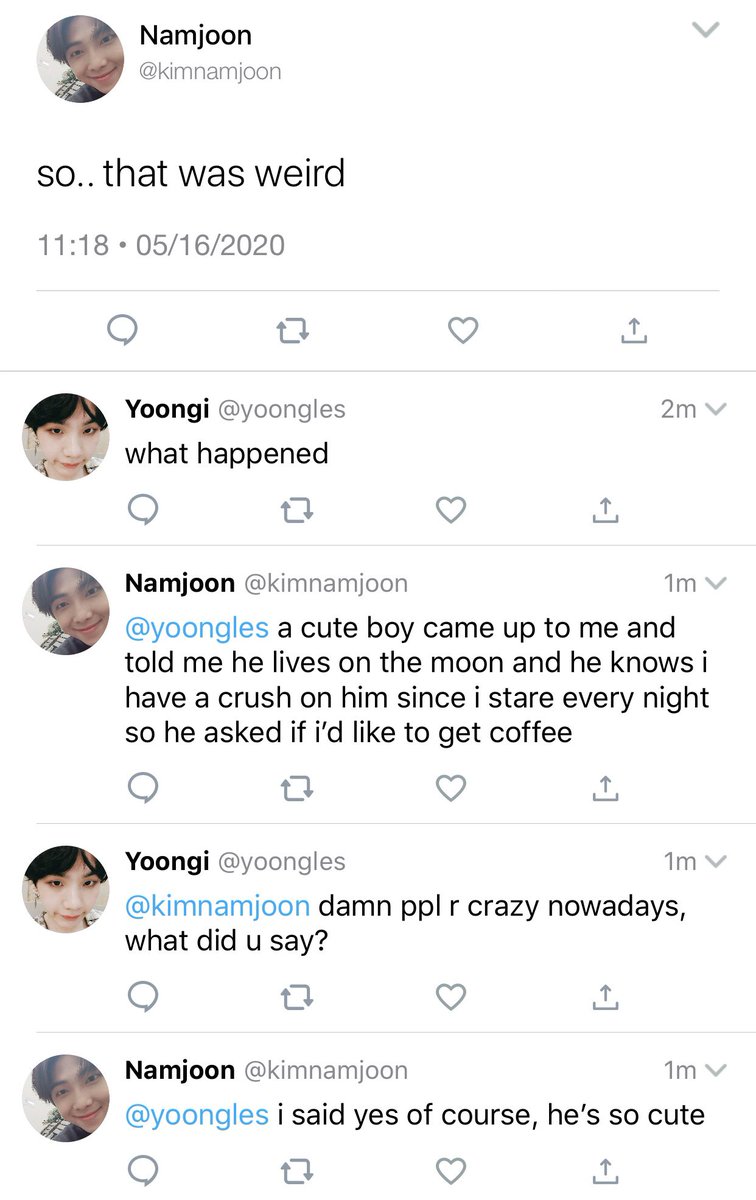 Namjoon
@kimnamjoon
so.. that was weird
11:18 • 05/16/2020
Yoongi @yoongles 2m
what happened
Namjoon @kimnamjoon 1m
@yoongles a cute boy came up to me and
told me he lives on the moon and he knows i
have a crush on him since i stare every night
so he asked if i’d like to get coffee
Yoongi @yoongles 1m
@kimnamjoon damn ppl r crazy nowadays,
what did u say?
Namjoon @kimnamjoon 1m
@yoongles i said yes of course, he’s so cute